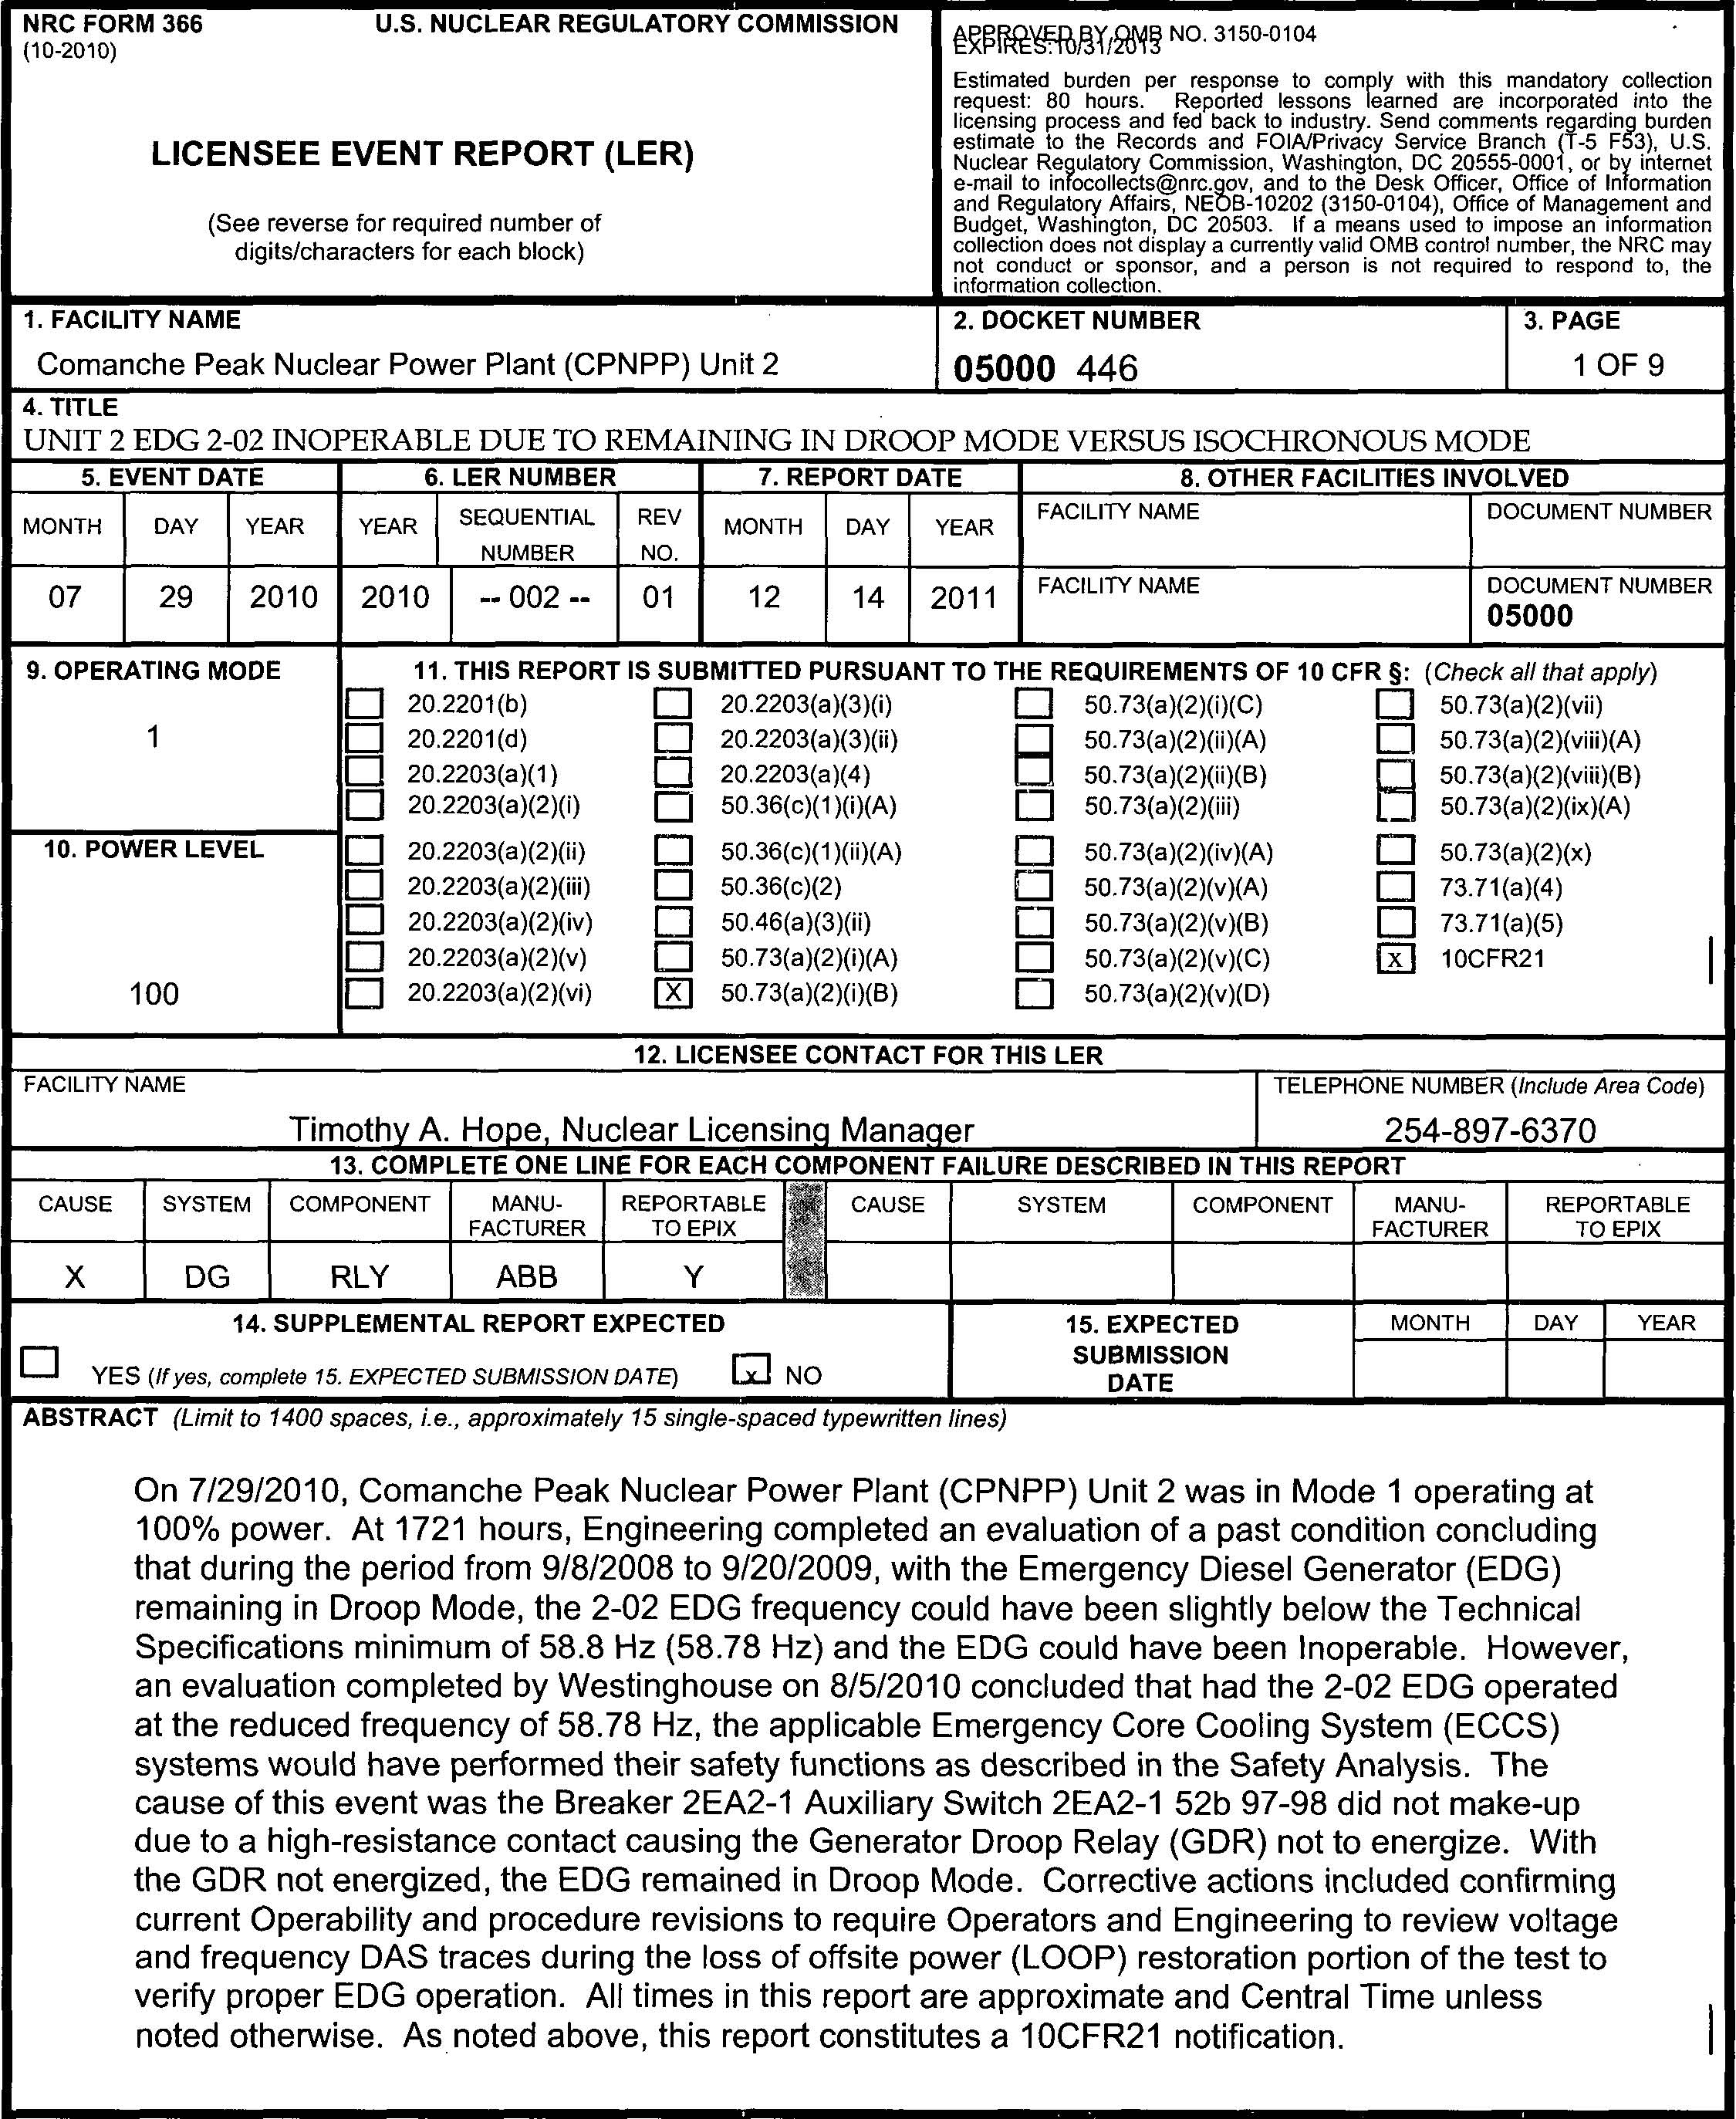 NRC FORM 366 U.S. NUCLEAR REGULATORY COMMISSION
(10-2010)
LICENSEE EVENT REPORT (LER)
(See reverse for required number of
digits/characters for each block)
APPROVED BY OMB NO. 3150-0104
EXPIRES: 10/31/2013
Estimated burden per response to comply with this mandatory collection
request: 80 hours. Reported lessons learned are incorporated into the
licensing process and fed back to industry. Send comments regarding burden
estimate to the Records and FOIA/Privacy Service Branch (T-5 F53), U.S.
Nuclear Regulatory Commission, Washington, DC 20555-0001, or by internet
e-mail to infocollects@nrc.gov, and to the Desk Officer, Office of Information
and Regulatory Affairs, NEOB-10202 (3150-0104), Office of Management and
Budget, Washington, DC 20503. If a means used to impose an information
collection does not display a currently valid OMB control number, the NRC may
not conduct or sponsor, and a person is not required to respond to, the
information collection.
1. FACILITY NAME 2. DOCKET NUMBER 3. PAGE
Comanche Peak Nuclear Power Plant (CPNPP) Unit 2 05000 446 1 OF 9
4. TITLE
UNIT 2 EDG 2-02 INOPERABLE DUE TO REMAINING IN DROOP MODE VERSUS ISOCHRONOUS MODE
5. EVENT DATE 6. LER NUMBER 7. REPORT DATE 8. OTHER FACILITIES INVOLVED
MONTH DAY YEAR YEAR SEQUENTIAL NUMBER REV NO. MONTH DAY YEAR FACILITY NAME DOCUMENT NUMBER
07 29 2010 2010 -- 002 -- 01 12 14 2011 FACILITY NAME DOCUMENT NUMBER
05000
9. OPERATING MODE 11. THIS REPORT IS SUBMITTED PURSUANT TO THE REQUIREMENTS OF 10 CFR §: (Check all that apply)
20.2201(b) 20.2203(a)(3)(i) 50.73(a)(2)(i)(C) 50.73(a)(2)(vii)
1 20.2201(d) 20.2203(a)(3)(ii) 50.73(a)(2)(ii)(A) 50.73(a)(2)(viii)(A)
20.2203(a)(1) 20.2203(a)(4) 50.73(a)(2)(ii)(B) 50.73(a)(2)(viii)(B)
20.2203(a)(2)(i) 50.36(c)(1)(i)(A) 50.73(a)(2)(iii) 50.73(a)(2)(ix)(A)
10. POWER LEVEL 20.2203(a)(2)(ii) 50.36(c)(1)(ii)(A) 50.73(a)(2)(iv)(A) 50.73(a)(2)(x)
20.2203(a)(2)(iii) 50.36(c)(2) 50.73(a)(2)(v)(A) 73.71(a)(4)
20.2203(a)(2)(iv) 50.46(a)(3)(ii) 50.73(a)(2)(v)(B) 73.71(a)(5)
20.2203(a)(2)(v) 50.73(a)(2)(i)(A) 50.73(a)(2)(v)(C) x 10CFR21
100 20.2203(a)(2)(vi) X 50.73(a)(2)(i)(B) 50.73(a)(2)(v)(D)
12. LICENSEE CONTACT FOR THIS LER
FACILITY NAME TELEPHONE NUMBER (Include Area Code)
Timothy A. Hope, Nuclear Licensing Manager 254-897-6370
13. COMPLETE ONE LINE FOR EACH COMPONENT FAILURE DESCRIBED IN THIS REPORT
CAUSE SYSTEM COMPONENT MANU-FACTURER REPORTABLE TO EPIX CAUSE SYSTEM COMPONENT MANU-FACTURER REPORTABLE TO EPIX
X DG RLY ABB Y
14. SUPPLEMENTAL REPORT EXPECTED 15. EXPECTED SUBMISSION DATE MONTH DAY YEAR
YES (If yes, complete 15. EXPECTED SUBMISSION DATE) x NO
ABSTRACT (Limit to 1400 spaces, i.e., approximately 15 single-spaced typewritten lines)
On 7/29/2010, Comanche Peak Nuclear Power Plant (CPNPP) Unit 2 was in Mode 1 operating at
100% power. At 1721 hours, Engineering completed an evaluation of a past condition concluding
that during the period from 9/8/2008 to 9/20/2009, with the Emergency Diesel Generator (EDG)
remaining in Droop Mode, the 2-02 EDG frequency could have been slightly below the Technical
Specifications minimum of 58.8 Hz (58.78 Hz) and the EDG could have been Inoperable. However,
an evaluation completed by Westinghouse on 8/5/2010 concluded that had the 2-02 EDG operated
at the reduced frequency of 58.78 Hz, the applicable Emergency Core Cooling System (ECCS)
systems would have performed their safety functions as described in the Safety Analysis. The
cause of this event was the Breaker 2EA2-1 Auxiliary Switch 2EA2-1 52b 97-98 did not make-up
due to a high-resistance contact causing the Generator Droop Relay (GDR) not to energize. With
the GDR not energized, the EDG remained in Droop Mode. Corrective actions included confirming
current Operability and procedure revisions to require Operators and Engineering to review voltage
and frequency DAS traces during the loss of offsite power (LOOP) restoration portion of the test to
verify proper EDG operation. All times in this report are approximate and Central Time unless
noted otherwise. As noted above, this report constitutes a 10CFR21 notification.